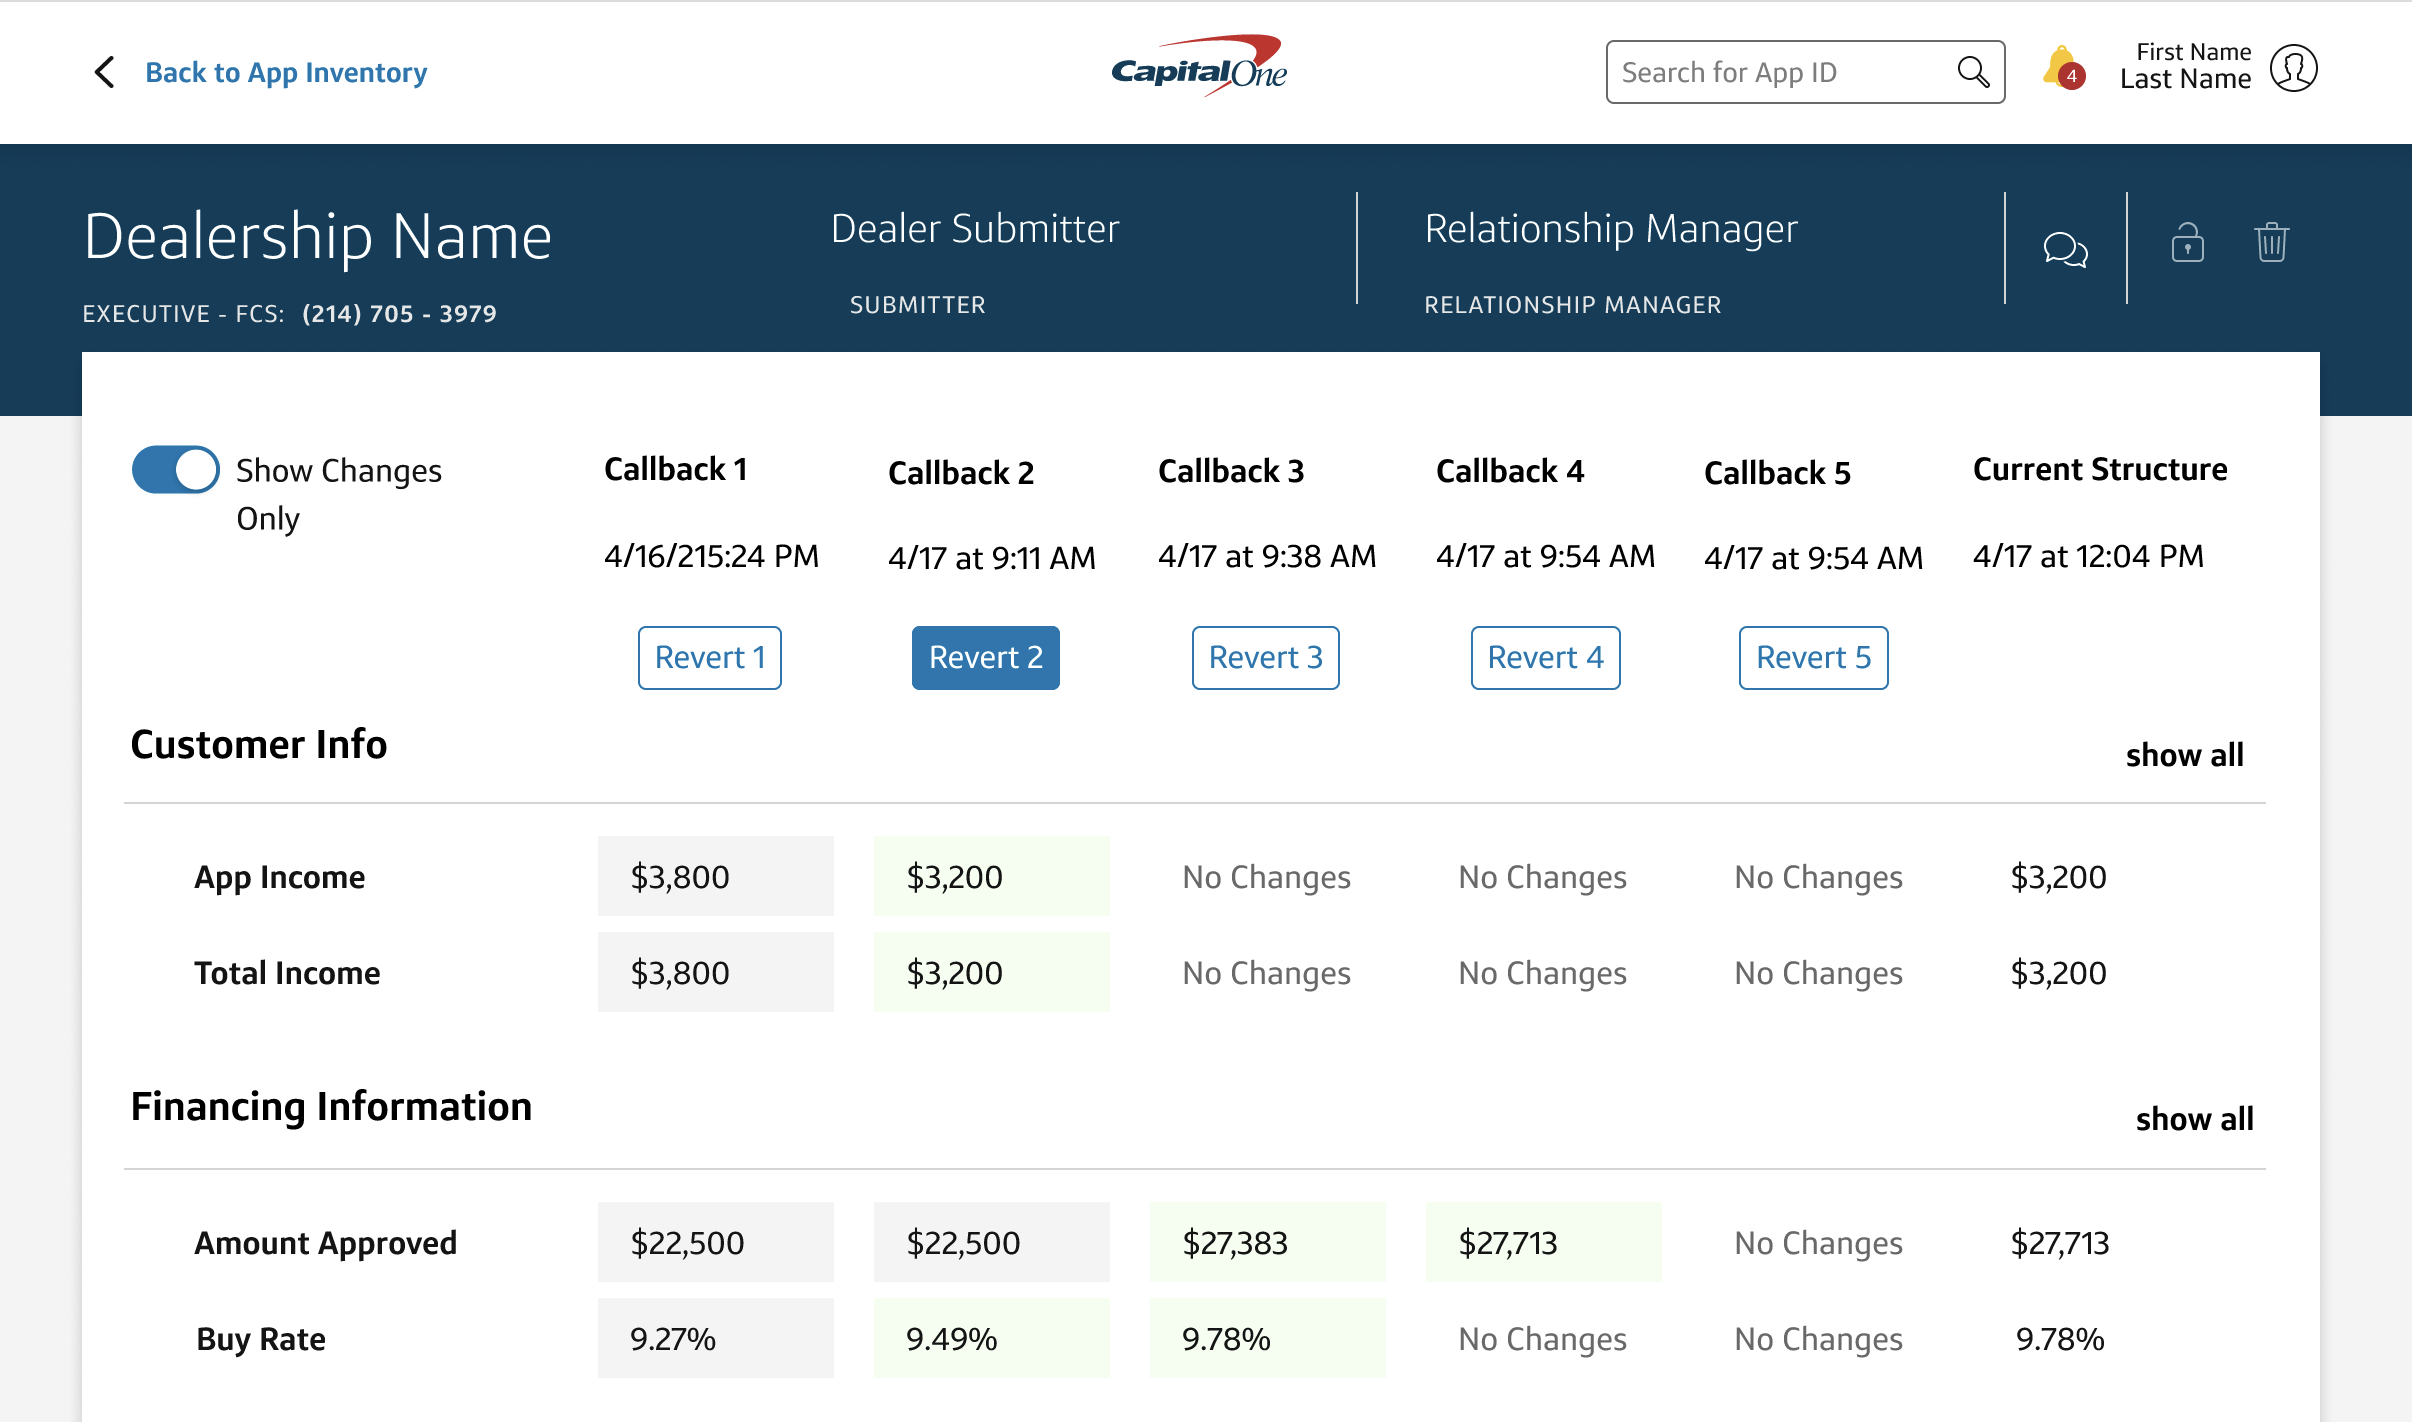 Back to App Inventory
CapitalOne
Search for App ID
4
First Name
Last Name
Dealership Name
EXECUTIVE - FCS: (214) 705 - 3979
Dealer Submitter
SUBMITTER
Relationship Manager
RELATIONSHIP MANAGER
Show Changes
Only
Callback 1
Callback 2
Callback 3
Callback 4
Callback 5
Current Structure
4/16/215:24 PM
4/17 at 9:11 AM
4/17 at 9:38 AM
4/17 at 9:54 AM
4/17 at 9:54 AM
4/17 at 12:04 PM
Revert 1
Revert 2
Revert 3
Revert 4
Revert 5
Customer Info
show all
App Income $3,800 $3,200 No Changes No Changes No Changes $3,200
Total Income $3,800 $3,200 No Changes No Changes No Changes $3,200
Financing Information
show all
Amount Approved $22,500 $22,500 $27,383 $27,713 No Changes $27,713
Buy Rate 9.27% 9.49% 9.78% No Changes No Changes 9.78%